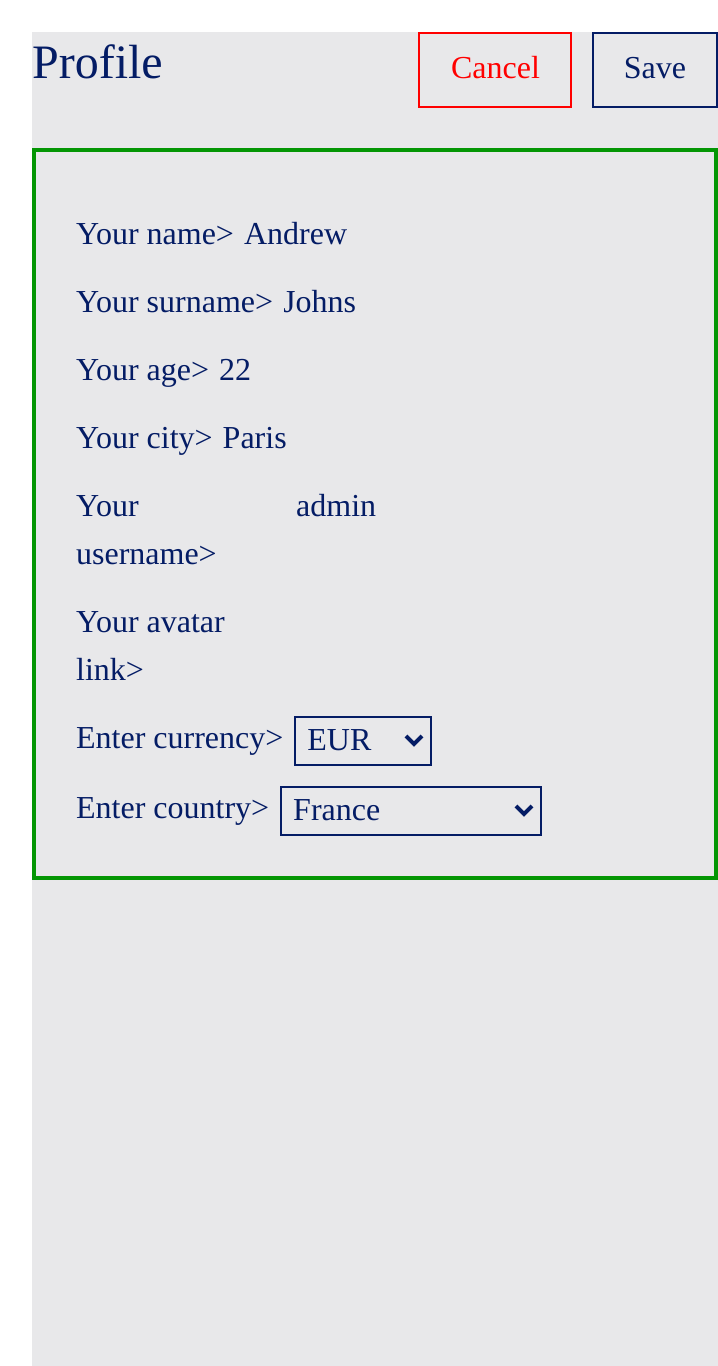 Profile Cancel Save
Your name> Andrew
Your surname> Johns
Your age> 22
Your city> Paris
Your admin
username>
Your avatar
link>
Enter currency> EUR
Enter country> France